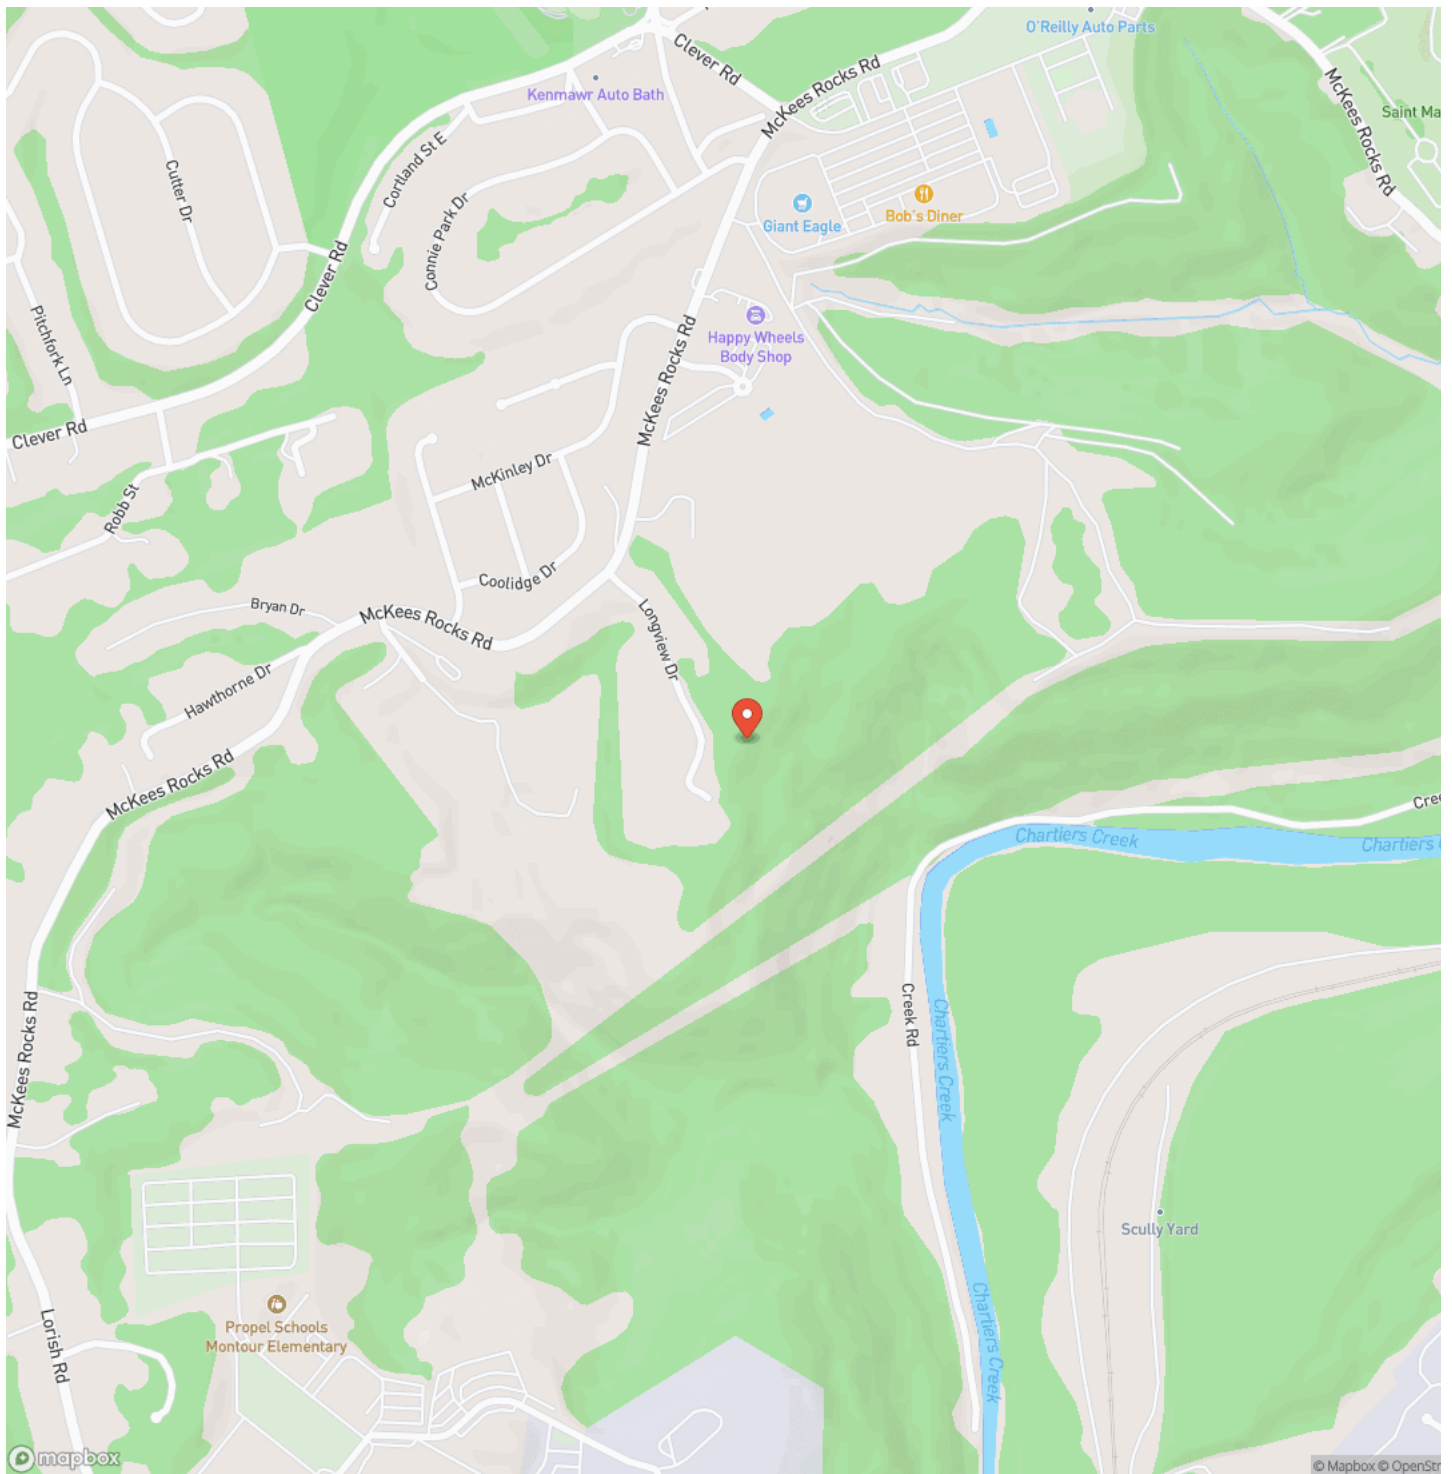 O'Reilly Auto Parts
Clever Rd
McKees Rocks Rd
Kenmawr Auto Bath
McKees Rocks Rd
Saint Ma
Cutter Dr
Cortland St E
Connie Park Dr
Giant Eagle
Bob's Diner
Clever Rd
Pitchfork Ln
Happy Wheels
Body Shop
McKees Rocks Rd
Clever Rd
McKinley Dr
Robb St
Coolidge Dr
Bryan Dr
McKees Rocks Rd
Longview Dr
Hawthorne Dr
McKees Rocks Rd
Cree
Chartiers Creek
Chartiers C
McKees Rocks Rd
Creek Rd
Chartiers Creek
Scully Yard
Propel Schools
Montour Elementary
Lorish Rd
Chartiers Creek
mapbox
© Mapbox © OpenStr